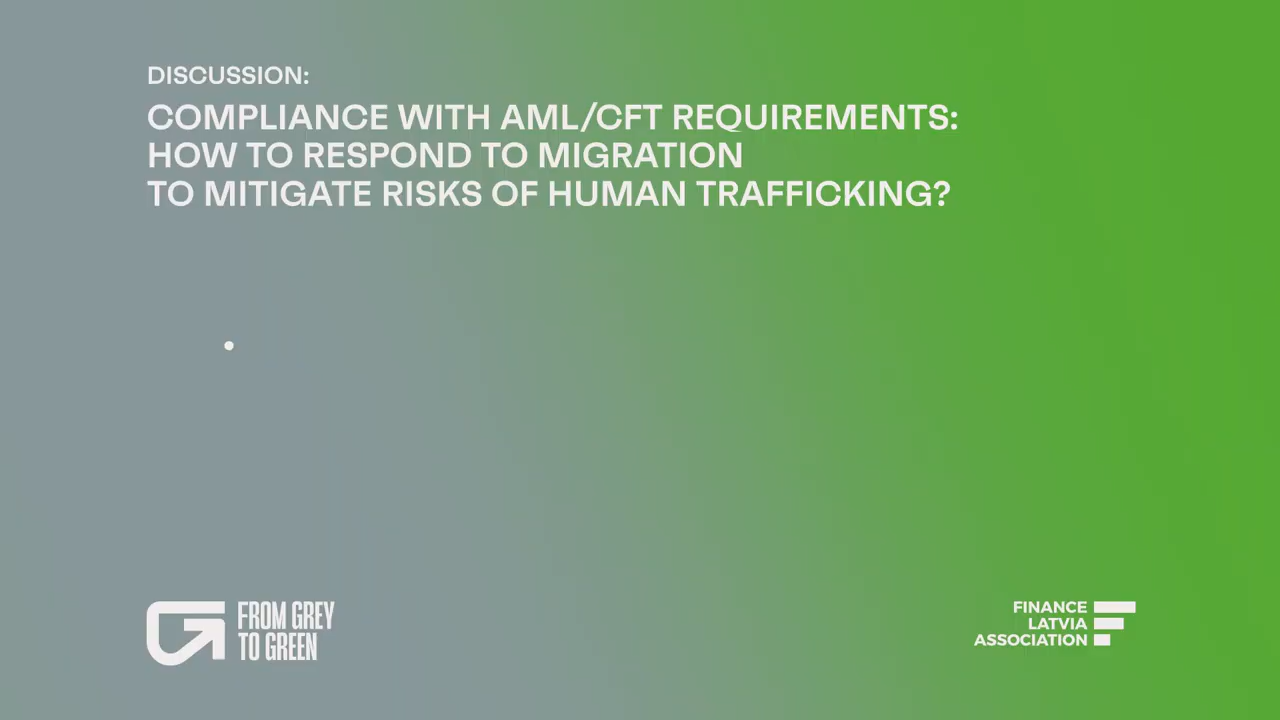 DISCUSSION:
COMPLIANCE WITH AML/CFT REQUIREMENTS:
HOW TO RESPOND TO MIGRATION
TO MITIGATE RISKS OF HUMAN TRAFFICKING?
FROM GREY
TO GREEN
FINANCE
LATVIA
ASSOCIATION